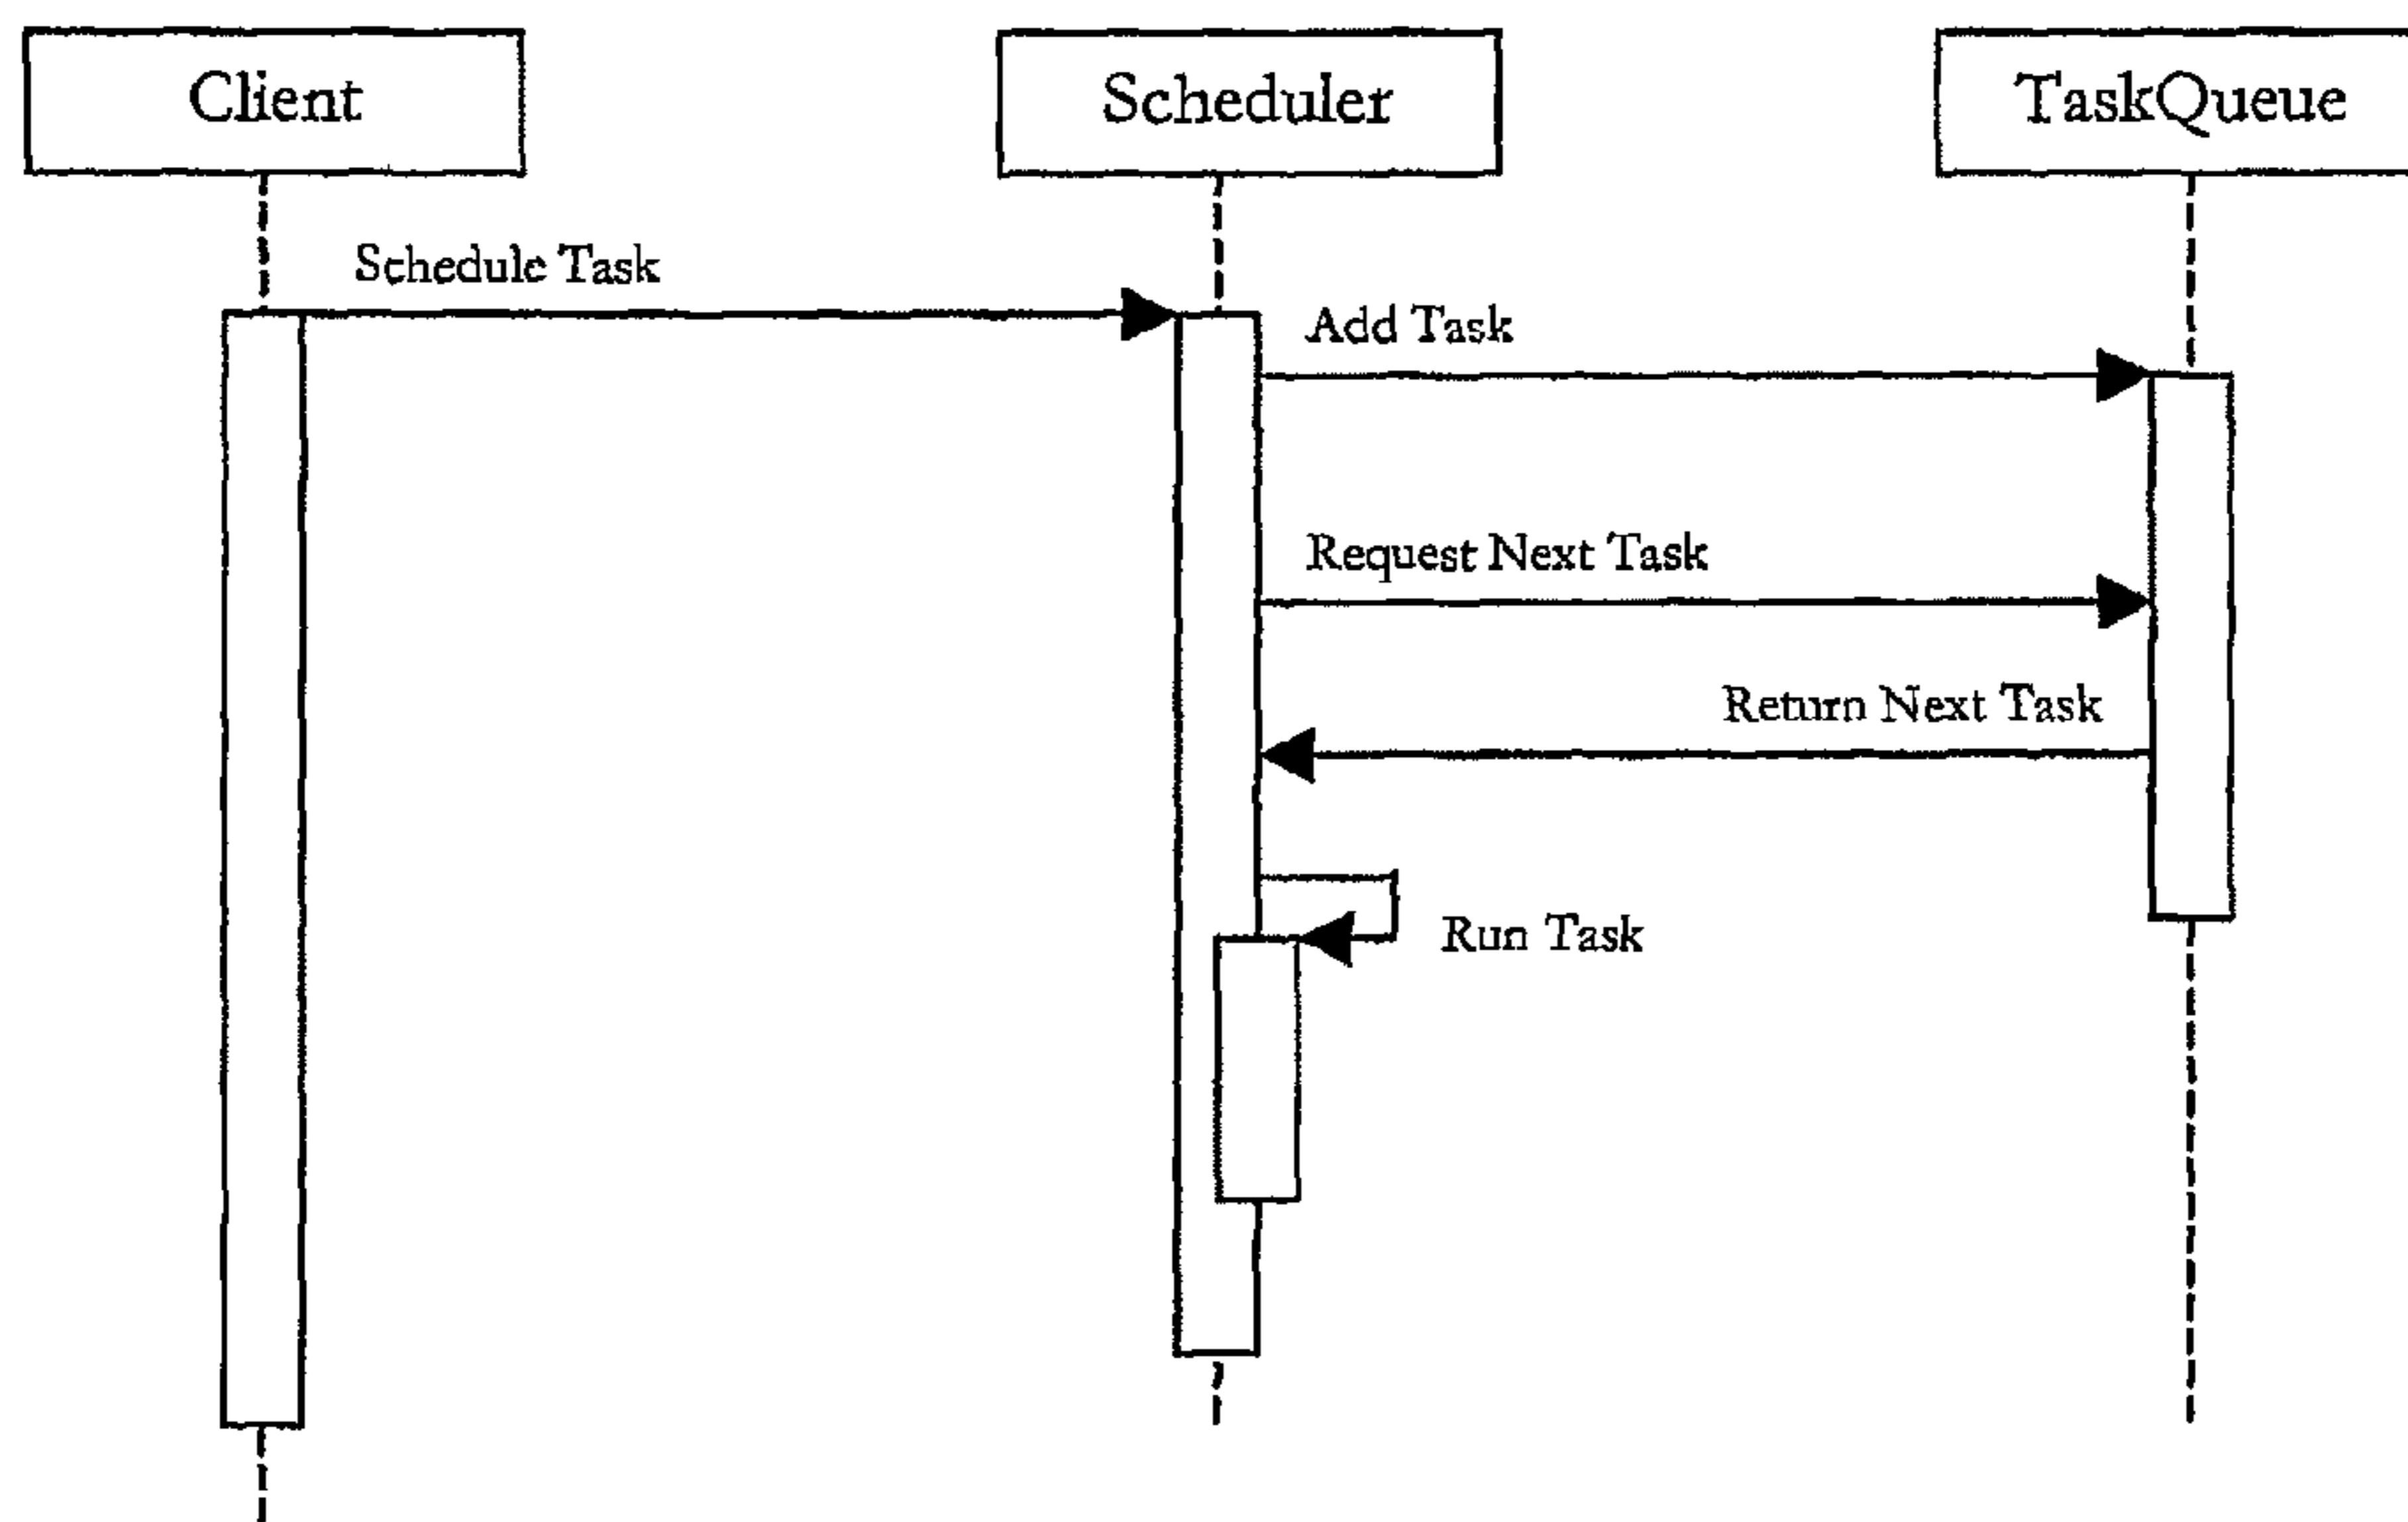 Client
Scheduler
TaskQueue
Schedule Task
Add Task
Request Next Task
Return Next Task
Run Task